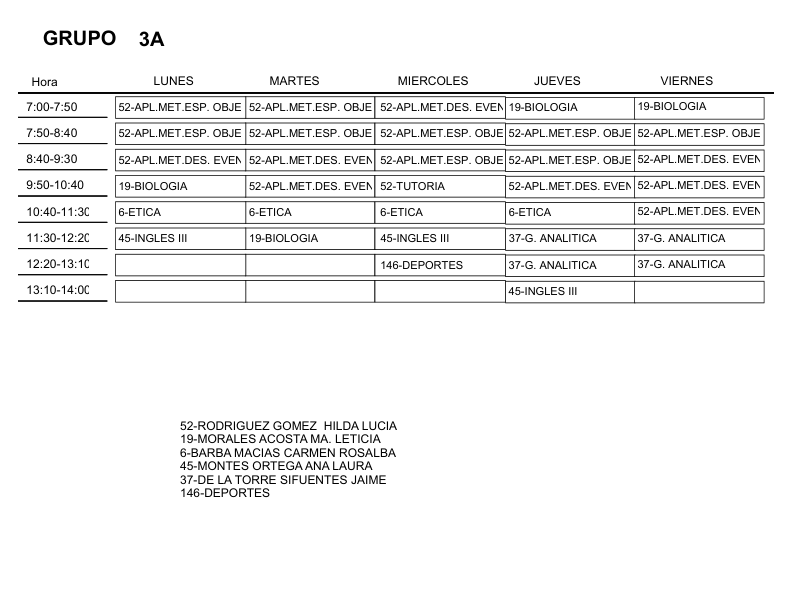 GRUPO 3A
Hora LUNES MARTES MIERCOLES JUEVES VIERNES
7:00-7:50 52-APL.MET.ESP. OBJE 52-APL.MET.ESP. OBJE 52-APL.MET.DES. EVEN 19-BIOLOGIA 19-BIOLOGIA
7:50-8:40 52-APL.MET.ESP. OBJE 52-APL.MET.ESP. OBJE 52-APL.MET.ESP. OBJE 52-APL.MET.ESP. OBJE 52-APL.MET.ESP. OBJE
8:40-9:30 52-APL.MET.DES. EVEN 52-APL.MET.DES. EVEN 52-APL.MET.ESP. OBJE 52-APL.MET.ESP. OBJE 52-APL.MET.DES. EVEN
9:50-10:40 19-BIOLOGIA 52-APL.MET.DES. EVEN 52-TUTORIA 52-APL.MET.DES. EVEN 52-APL.MET.DES. EVEN
10:40-11:30 6-ETICA 6-ETICA 6-ETICA 6-ETICA 52-APL.MET.DES. EVEN
11:30-12:20 45-INGLES III 19-BIOLOGIA 45-INGLES III 37-G. ANALITICA 37-G. ANALITICA
12:20-13:10 146-DEPORTES 37-G. ANALITICA 37-G. ANALITICA
13:10-14:00 45-INGLES III
52-RODRIGUEZ GOMEZ HILDA LUCIA
19-MORALES ACOSTA MA. LETICIA
6-BARBA MACIAS CARMEN ROSALBA
45-MONTES ORTEGA ANA LAURA
37-DE LA TORRE SIFUENTES JAIME
146-DEPORTES